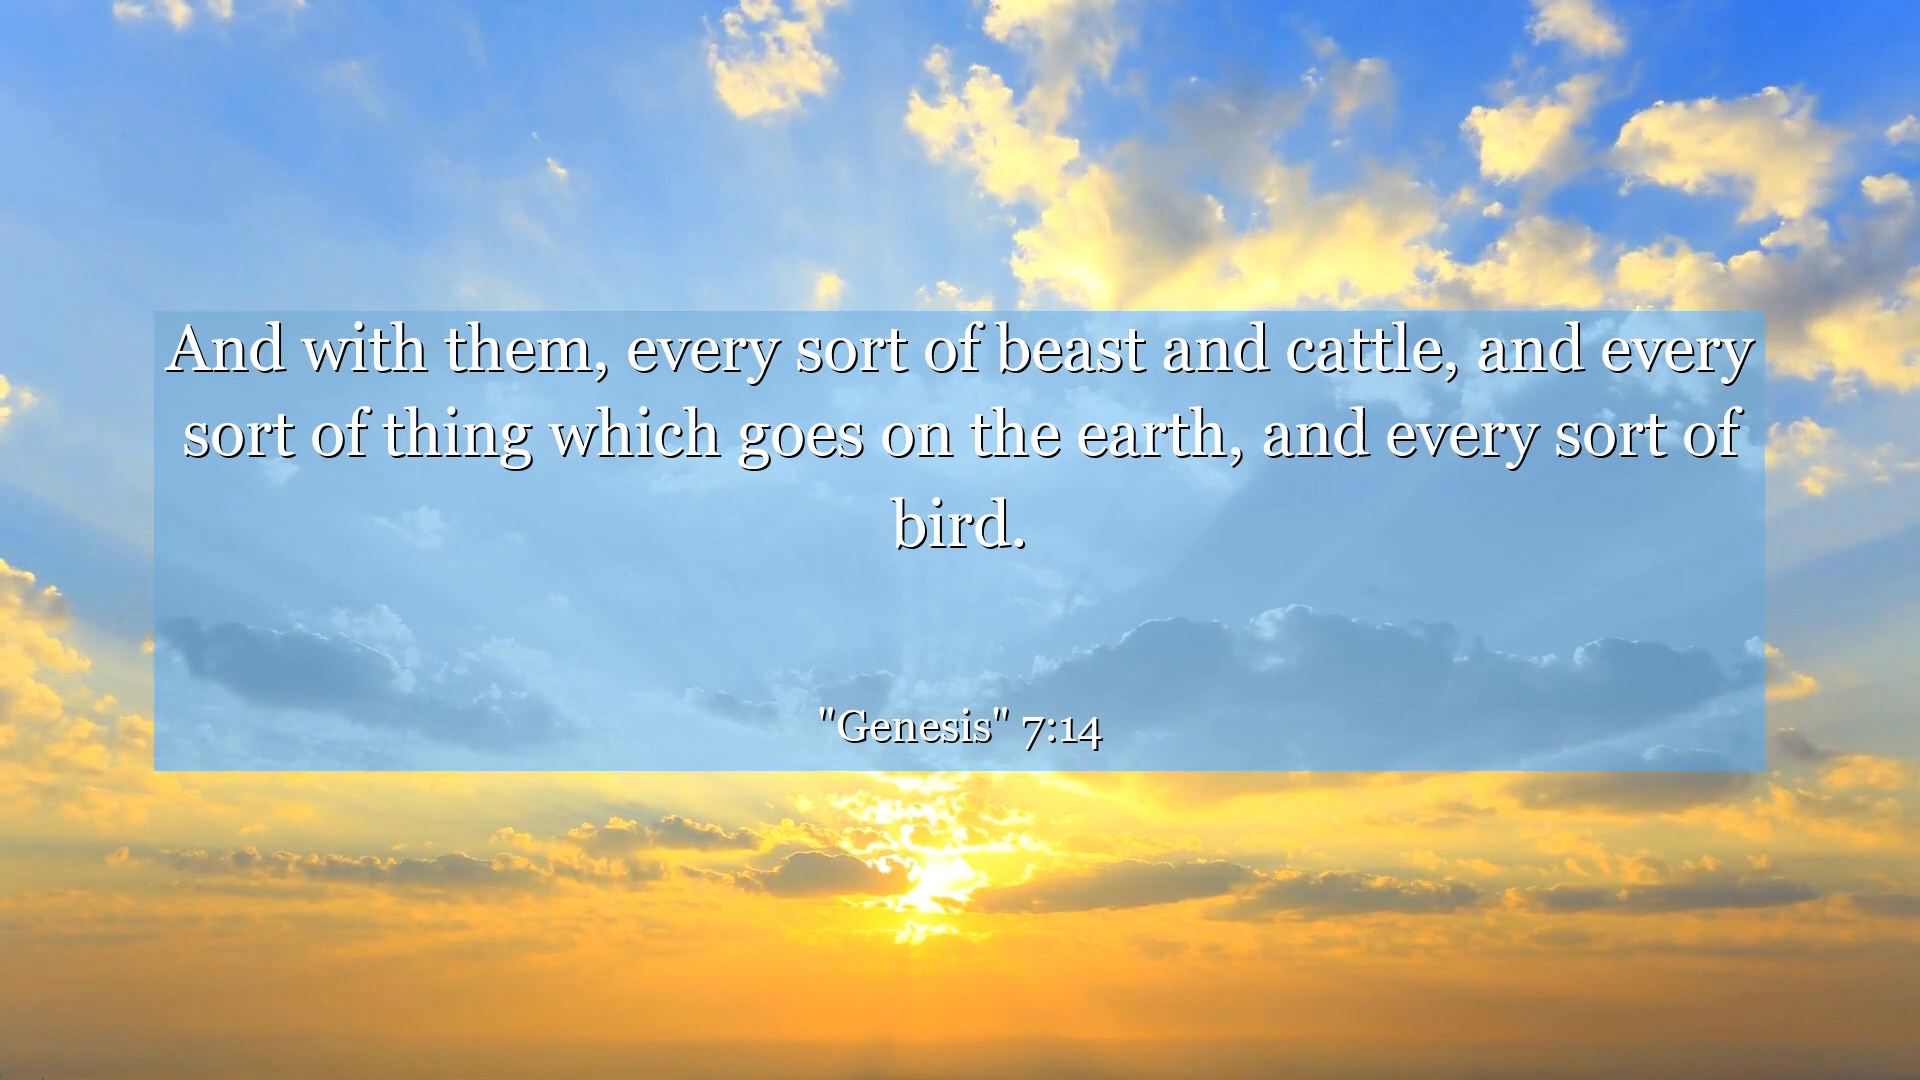 And with them, every sort of beast and cattle, and every
sort of thing which goes on the earth, and every sort of
bird.
"Genesis" 7:14